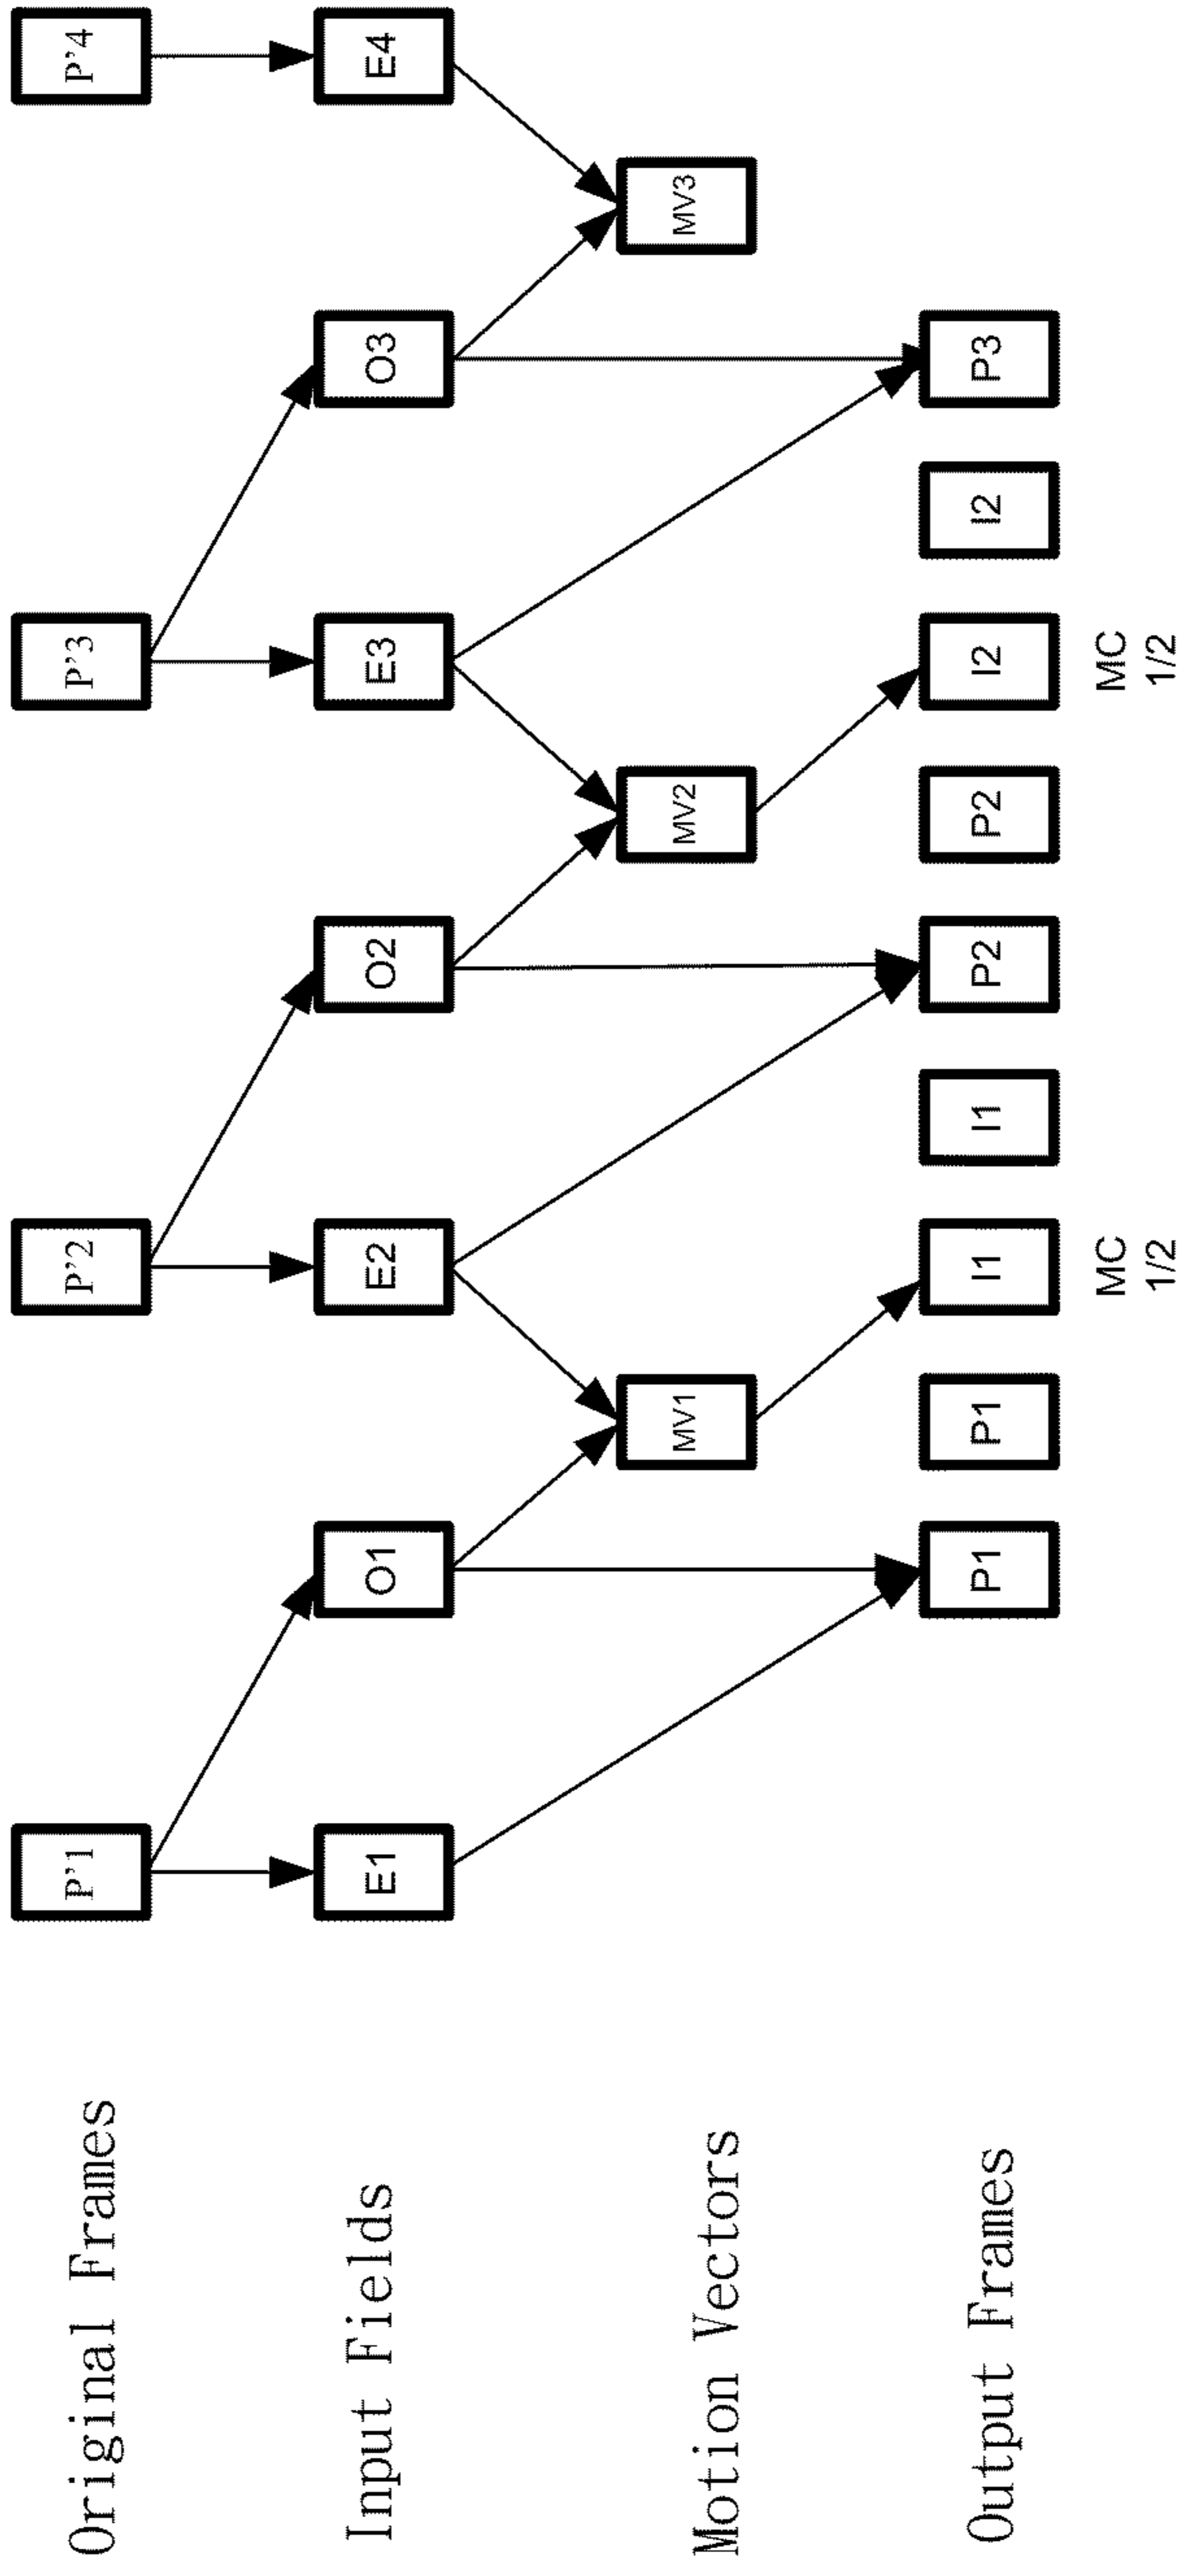 Original Frames
P'1
P'2
P'3
P'4
Input Fields
E1
O1
E2
O2
E3
O3
E4
Motion Vectors
MV1
MV2
MV3
Output Frames
P1
P1
I1
I1
P2
P2
I2
I2
P3
MC
1/2
MC
1/2